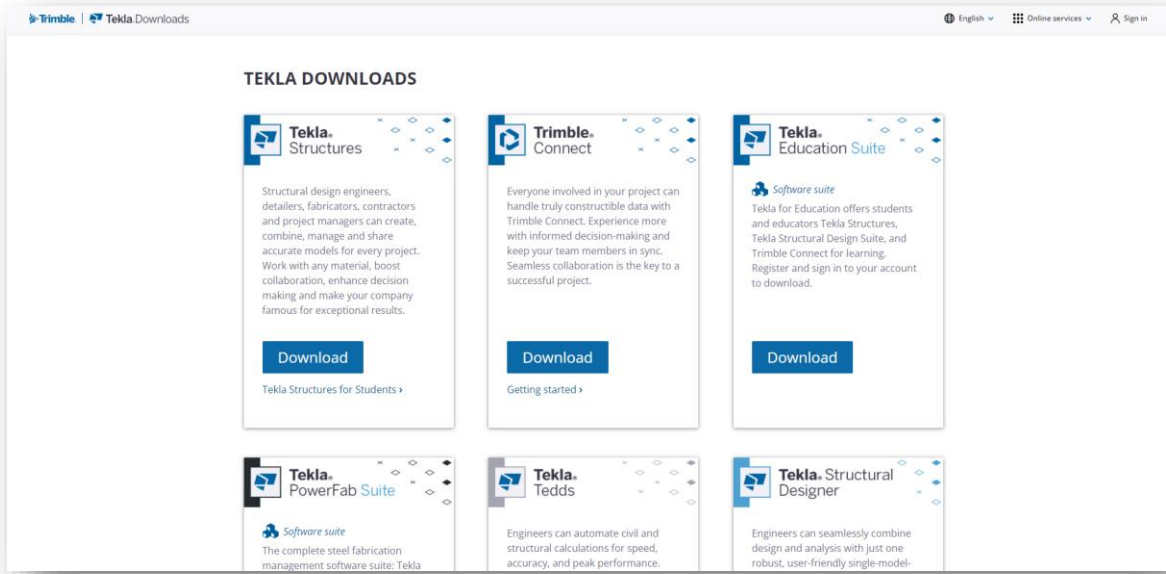 Trimble. | Tekla.Downloads
English
Online services
Sign in
TEKLA DOWNLOADS
Tekla.
Structures
Structural design engineers,
detailers, fabricators, contractors
and project managers can create,
combine, manage and share
accurate models for every project.
Work with any material, boost
collaboration, enhance decision
making and make your company
famous for exceptional results.
Download
Tekla Structures for Students ›
Trimble.
Connect
Everyone involved in your project can
handle truly constructible data with
Trimble Connect. Experience more
with informed decision-making and
keep your team members in sync.
Seamless collaboration is the key to a
successful project.
Download
Getting started ›
Tekla.
Education Suite
Software suite
Tekla for Education offers students
and educators Tekla Structures,
Tekla Structural Design Suite, and
Trimble Connect for learning.
Register and sign in to your account
to download.
Download
Tekla.
PowerFab Suite
Software suite
The complete steel fabrication
management software suite: Tekla
Tekla.
Tedds
Engineers can automate civil and
structural calculations for speed,
accuracy, and peak performance.
Tekla. Structural
Designer
Engineers can seamlessly combine
design and analysis with just one
robust, user-friendly single-model-